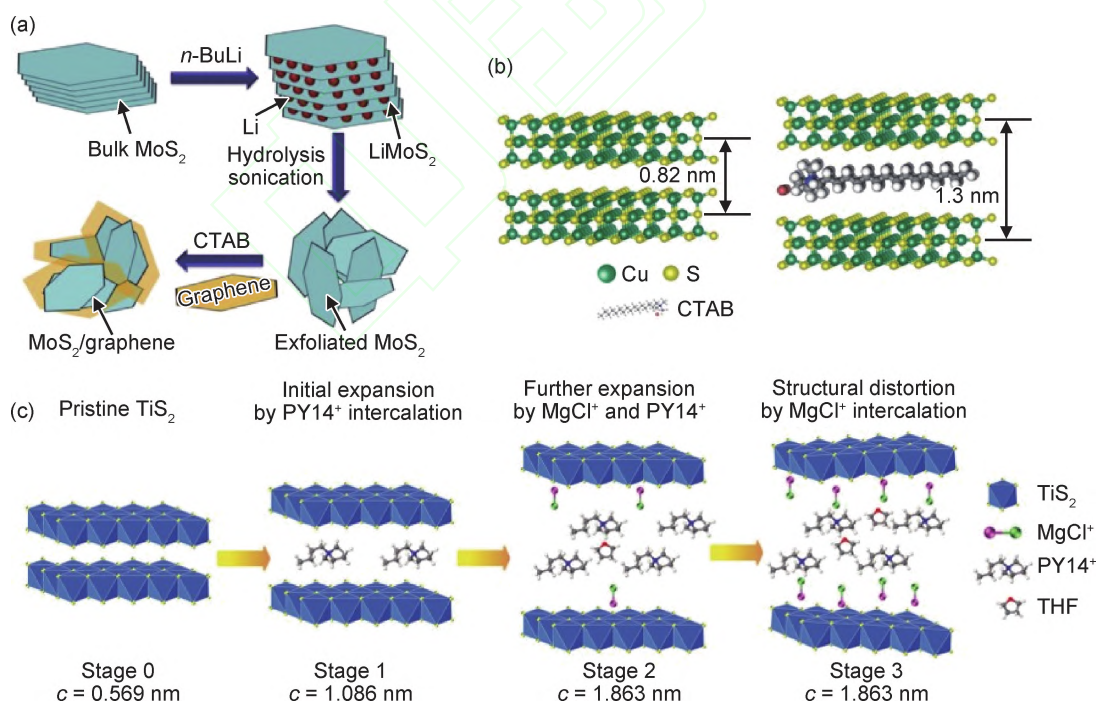 (a)
n-BuLi
Bulk MoS₂
Li
LiMoS₂
Hydrolysis
sonication
CTAB
Graphene
MoS₂/graphene
Exfoliated MoS₂
(b)
0.82 nm
1.3 nm
Cu
S
CTAB
(c)
Pristine TiS₂
Initial expansion
by PY14⁺ intercalation
Further expansion
by MgCl⁺ and PY14⁺
Structural distortion
by MgCl⁺ intercalation
TiS₂
MgCl⁺
PY14⁺
THF
Stage 0
c = 0.569 nm
Stage 1
c = 1.086 nm
Stage 2
c = 1.863 nm
Stage 3
c = 1.863 nm